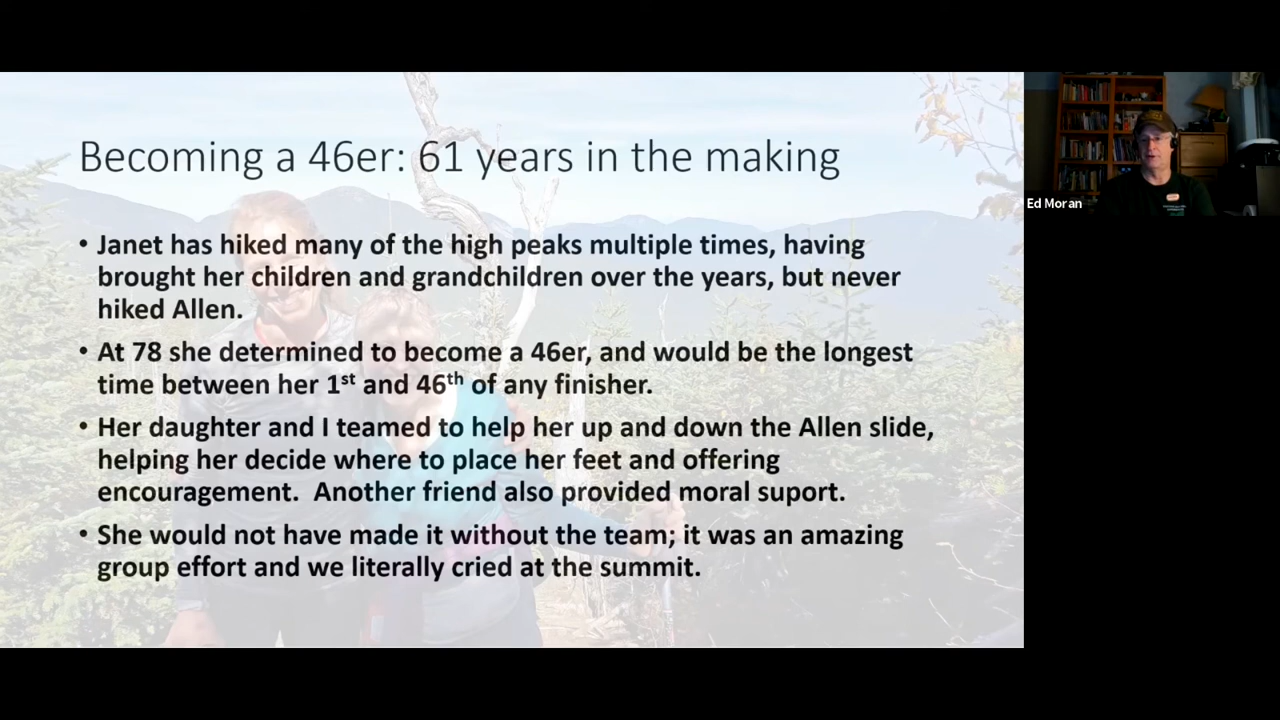 Becoming a 46er: 61 years in the making
• Janet has hiked many of the high peaks multiple times, having
brought her children and grandchildren over the years, but never
hiked Allen.
• At 78 she determined to become a 46er, and would be the longest
time between her 1st and 46th of any finisher.
• Her daughter and I teamed to help her up and down the Allen slide,
helping her decide where to place her feet and offering
encouragement.  Another friend also provided moral suport.
• She would not have made it without the team; it was an amazing
group effort and we literally cried at the summit.
Ed Moran